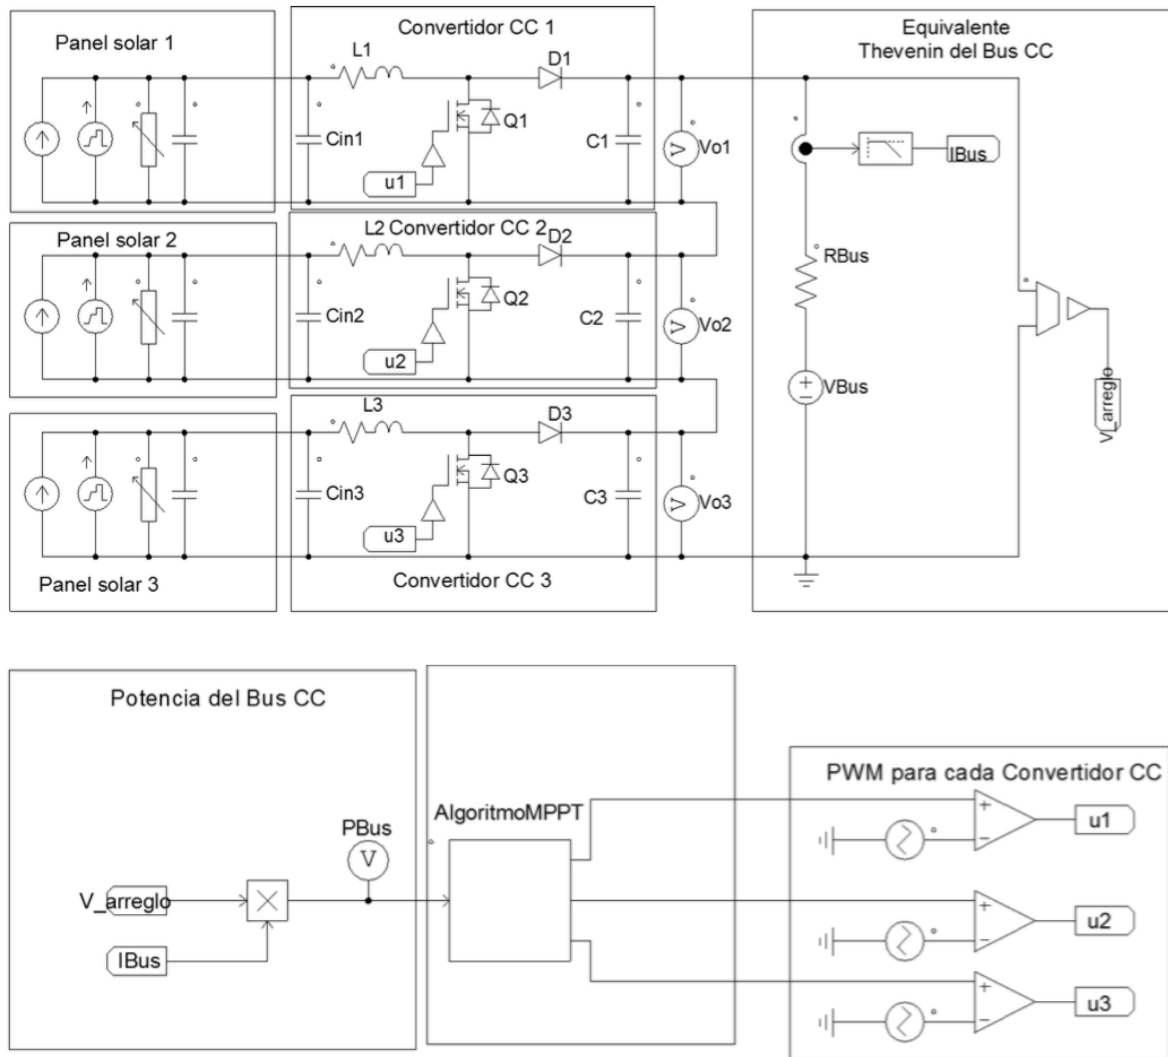 Panel solar 1
Convertidor CC 1
L1
D1
Cin1
Q1
u1
C1
V
Vo1
Equivalente
Thevenin del Bus CC
IBus
RBus
VBus
V_arreglo
Panel solar 2
L2 Convertidor CC 2
D2
Cin2
Q2
u2
C2
V
Vo2
L3
D3
Cin3
Q3
u3
C3
V
Vo3
Panel solar 3
Convertidor CC 3
Potencia del Bus CC
PBus
V
V_arreglo
IBus
AlgoritmoMPPT
PWM para cada Convertidor CC
u1
u2
u3